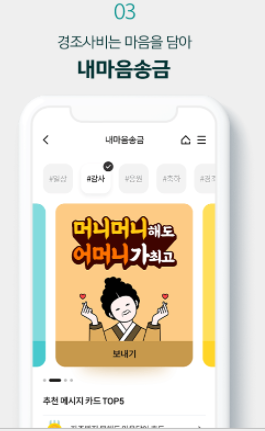 03
경조사비는 마음을 담아
내마음송금
내마음송금
#일상 #감사 #응원 #축하
머니머니해도
어머니가최고
보내기
추천 메시지 카드 TOP5